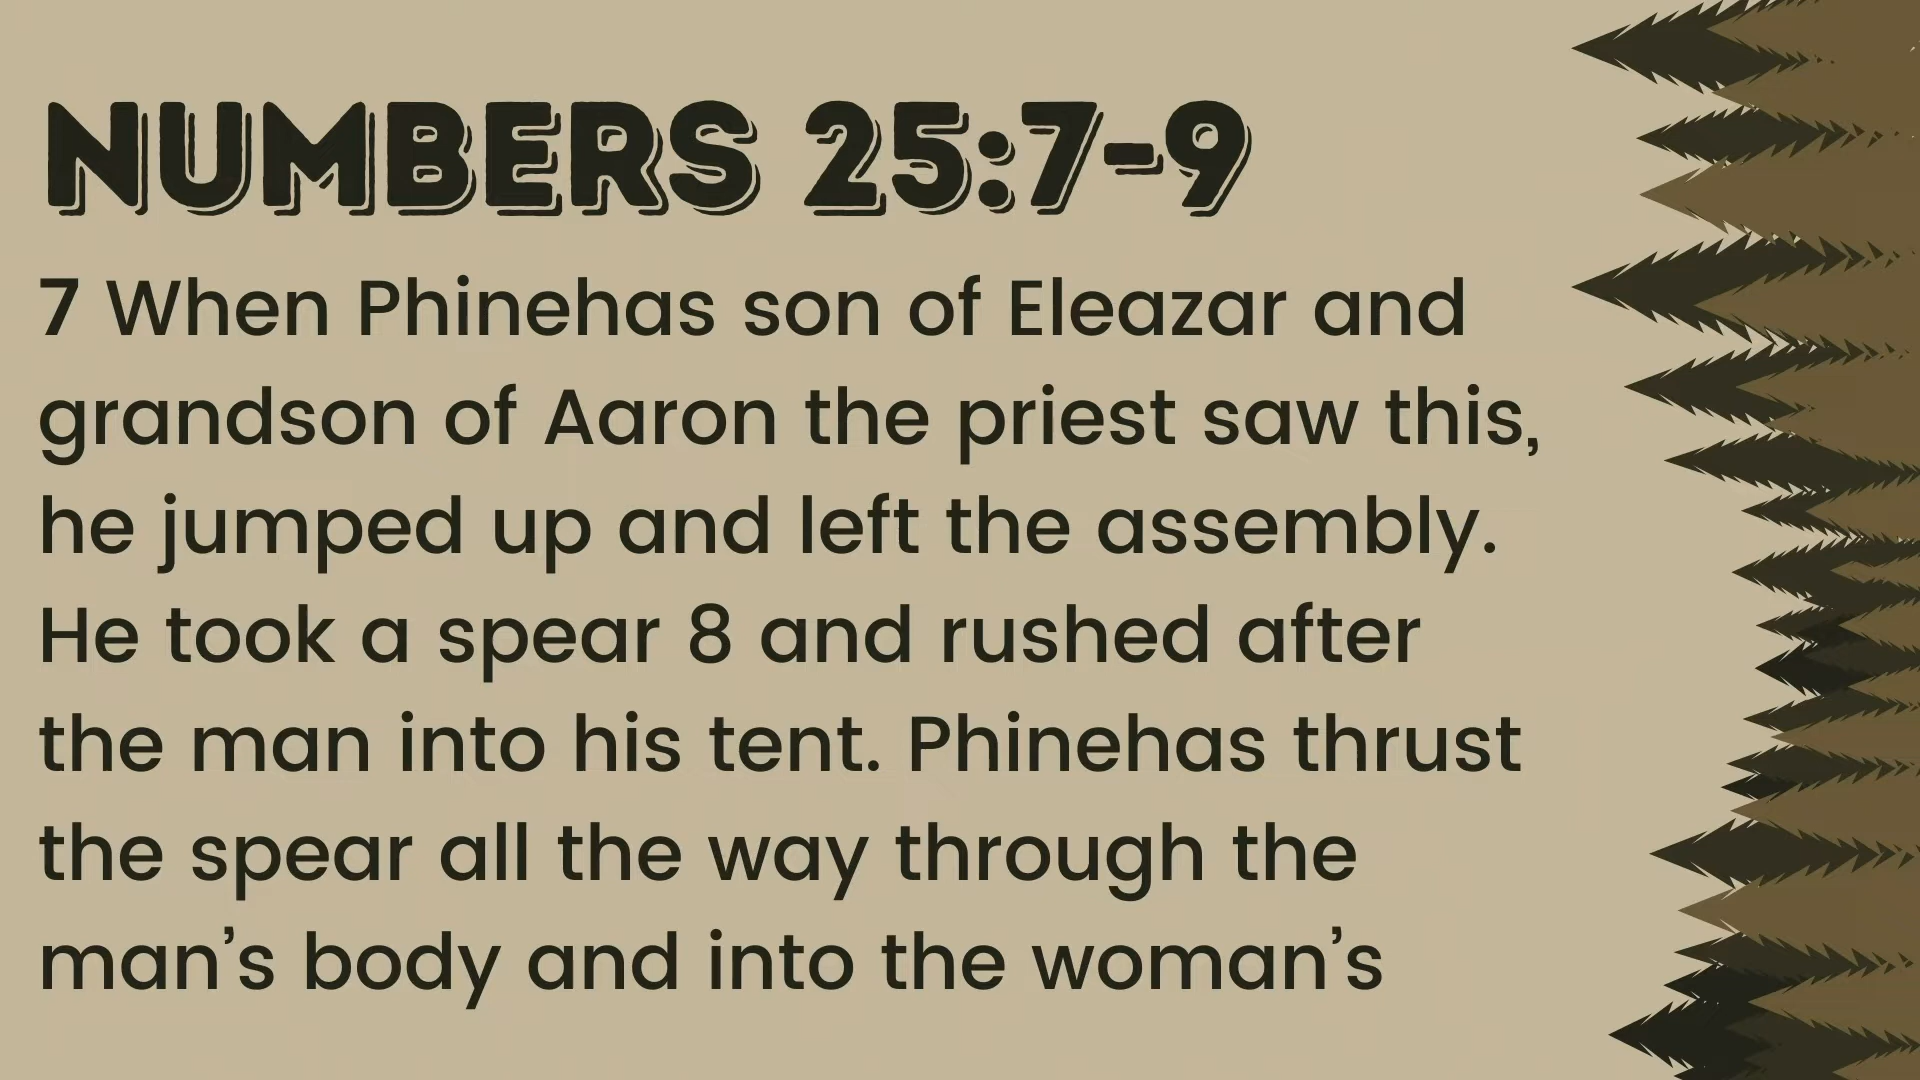 NUMBERS 25:7-9
7 When Phinehas son of Eleazar and
grandson of Aaron the priest saw this,
he jumped up and left the assembly.
He took a spear 8 and rushed after
the man into his tent. Phinehas thrust
the spear all the way through the
man’s body and into the woman’s